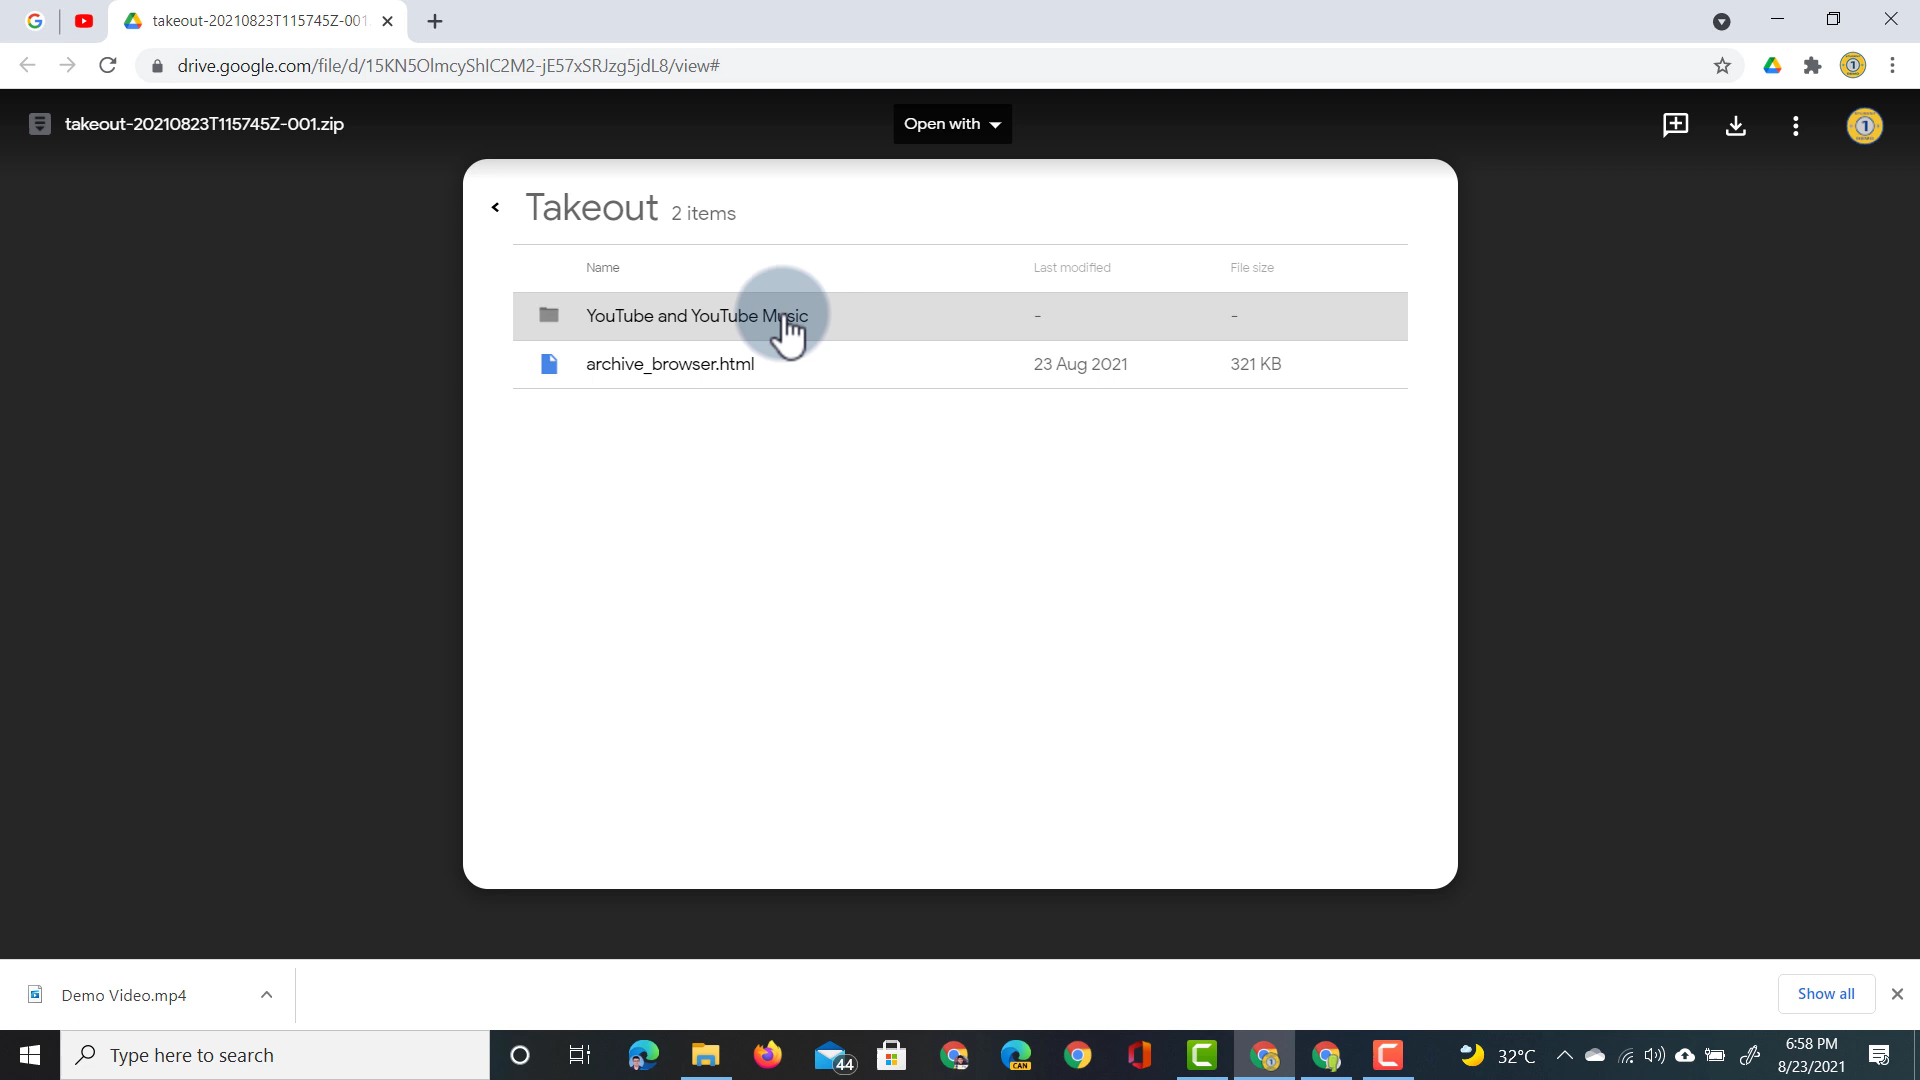 takeout-20210823T115745Z-001.
drive.google.com/file/d/15KN5OlmcyShIC2M2-jE57xSRJzg5jdL8/view#
takeout-20210823T115745Z-001.zip
Open with
Takeout 2 items
Name Last modified File size
YouTube and YouTube Music - -
archive_browser.html 23 Aug 2021 321 KB
Demo Video.mp4
Show all
Type here to search
44
CAN
32°C
6:58 PM
8/23/2021